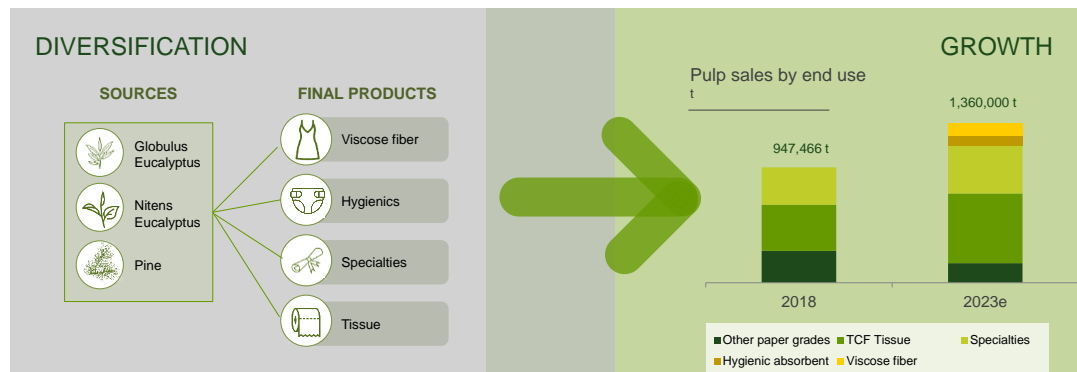 DIVERSIFICATION
SOURCES
Globulus
Eucalyptus
Nitens
Eucalyptus
Pine
FINAL PRODUCTS
Viscose fiber
Hygienics
Specialties
Tissue
GROWTH
Pulp sales by end use
t
947,466 t
1,360,000 t
2018
2023e
Other paper grades
TCF Tissue
Specialties
Hygienic absorbent
Viscose fiber